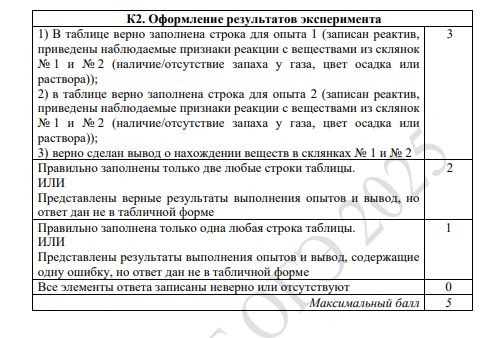 К2. Оформление результатов эксперимента
1) В таблице верно заполнена строка для опыта 1 (записан реактив, 3
приведены наблюдаемые признаки реакции с веществами из склянок
№ 1 и № 2 (наличие/отсутствие запаха у газа, цвет осадка или
раствора));
2) в таблице верно заполнена строка для опыта 2 (записан реактив,
приведены наблюдаемые признаки реакции с веществами из склянок
№ 1 и № 2 (наличие/отсутствие запаха у газа, цвет осадка или
раствора));
3) верно сделан вывод о нахождении веществ в склянках № 1 и № 2
Правильно заполнены только две любые строки таблицы. 2
ИЛИ
Представлены верные результаты выполнения опытов и вывод, но
ответ дан не в табличной форме
Правильно заполнена только одна любая строка таблицы. 1
ИЛИ
Представлены результаты выполнения опытов и вывод, содержащие
одну ошибку, но ответ дан не в табличной форме
Все элементы ответа записаны неверно или отсутствуют 0
Максимальный балл 5
ОГЭ 2025